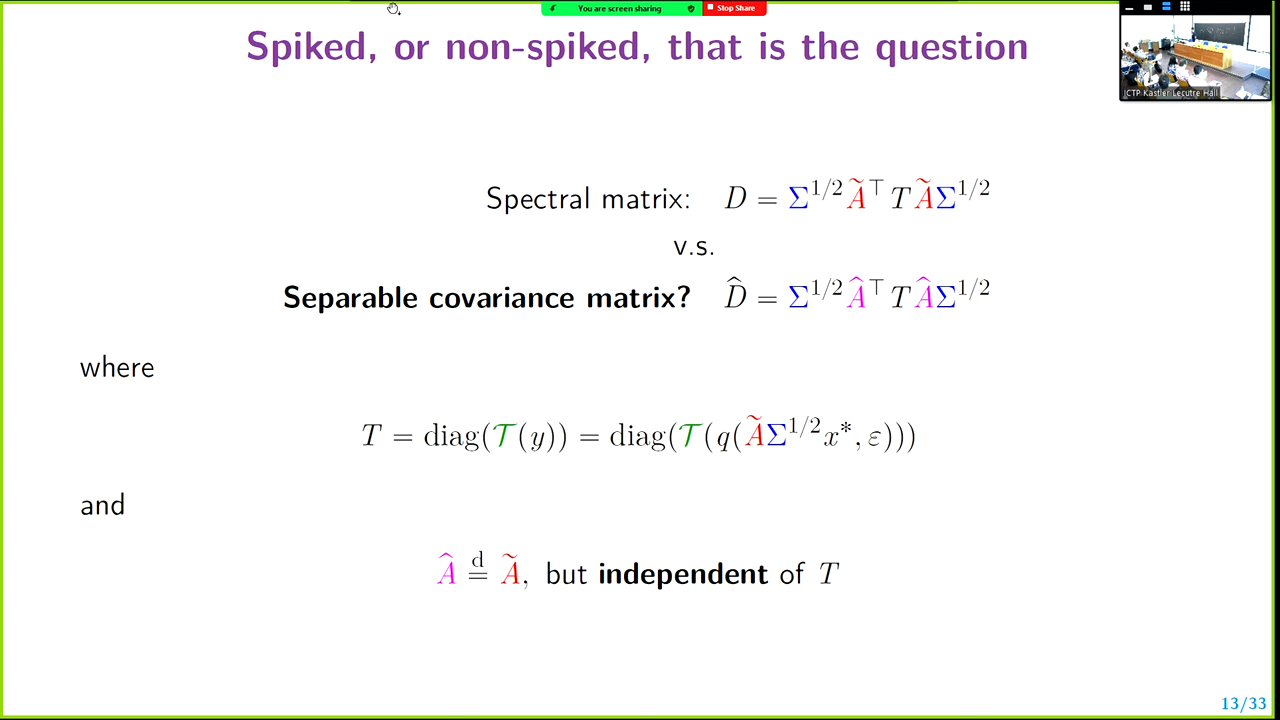 You are screen sharing
Stop Share
Spiked, or non-spiked, that is the question
ICTP Kastler Lecutre Hall
Spectral matrix: D = Σ^{1/2} Ã^⊤ T Ã Σ^{1/2}
v.s.
Separable covariance matrix? D̂ = Σ^{1/2} Â^⊤ T Â Σ^{1/2}
where
T = diag(𝒯(y)) = diag(𝒯(q(Ã Σ^{1/2} x*, ε)))
and
Â =^{d} Ã, but independent of T
13/33